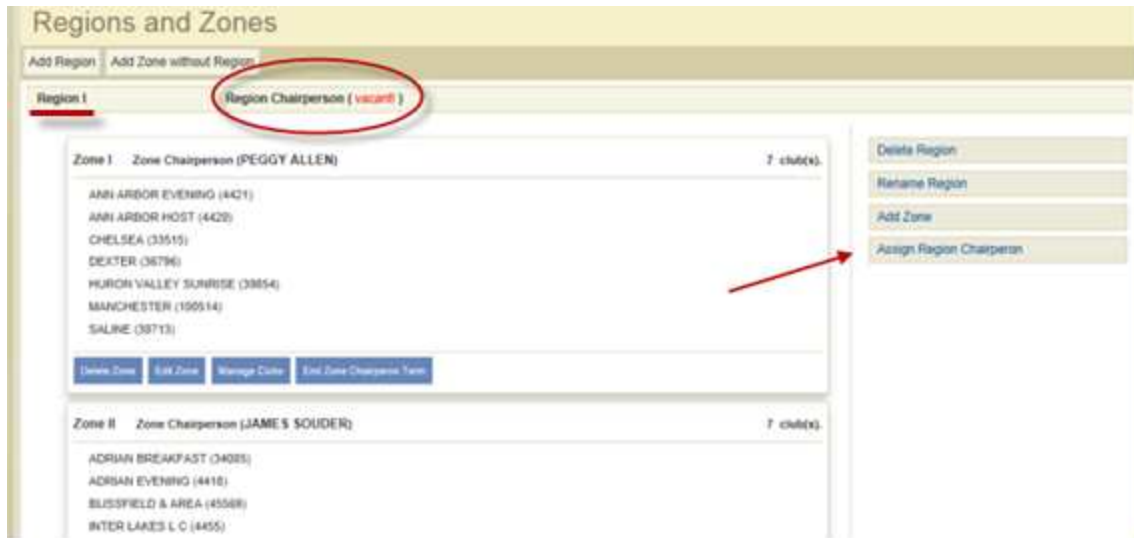 Regions and Zones
Add Region Add Zone without Region
Region I Region Chairperson ( vacant! )
Zone I Zone Chairperson (PEGGY ALLEN) 7 club(s).
ANN ARBOR EVENING (4421)
ANN ARBOR HOST (4420)
CHELSEA (33515)
DEXTER (36796)
HURON VALLEY SUNRISE (39854)
MANCHESTER (100514)
SALINE (39713)
Delete Zone Edit Zone Manage Clubs End Zone Chairperson Term
Delete Region
Rename Region
Add Zone
Assign Region Chairperon
Zone II Zone Chairperson (JAMES SOUDER) 7 club(s).
ADRIAN BREAKFAST (34085)
ADRIAN EVENING (4418)
BLISSFIELD & AREA (45569)
INTER LAKES L C (4455)